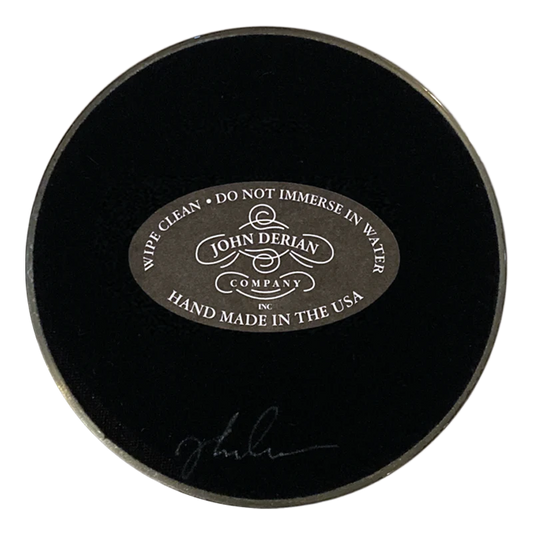 WIPE CLEAN • DO NOT IMMERSE IN WATER
JOHN DERIAN
COMPANY
INC
HAND MADE IN THE USA